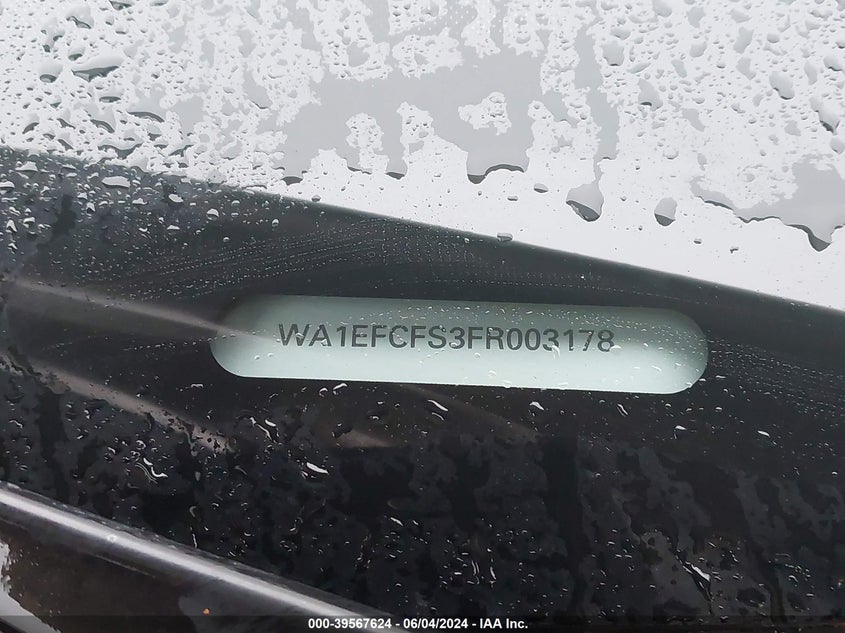 WA1EFCFS3FR003178
000-39567624 - 06/04/2024 - IAA Inc.